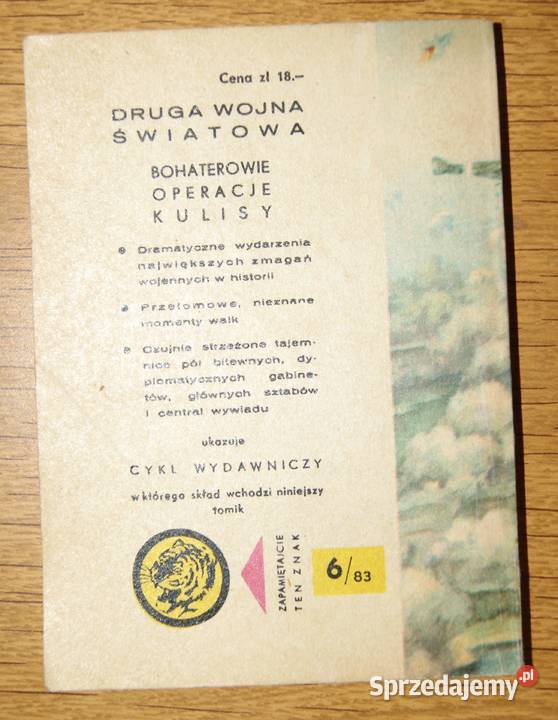 Cena zł 18.—
DRUGA WOJNA
ŚWIATOWA
BOHATEROWIE
OPERACJE
KULISY
Dramatyczne wydarzenia
największych zmagań
wojennych w historii
Przełomowe, nieznane
momenty walk
Czujnie strzeżone tajem-
nice pól bitewnych, dy-
plomatycznych gabine-
tów, głównych sztabów
i central wywiadu
ukazuje
CYKL WYDAWNICZY
w którego skład wchodzi niniejszy
tomik
ZAPAMIĘTAJCIE
TEN ZNAK
6/83
Sprzedajemy.pl